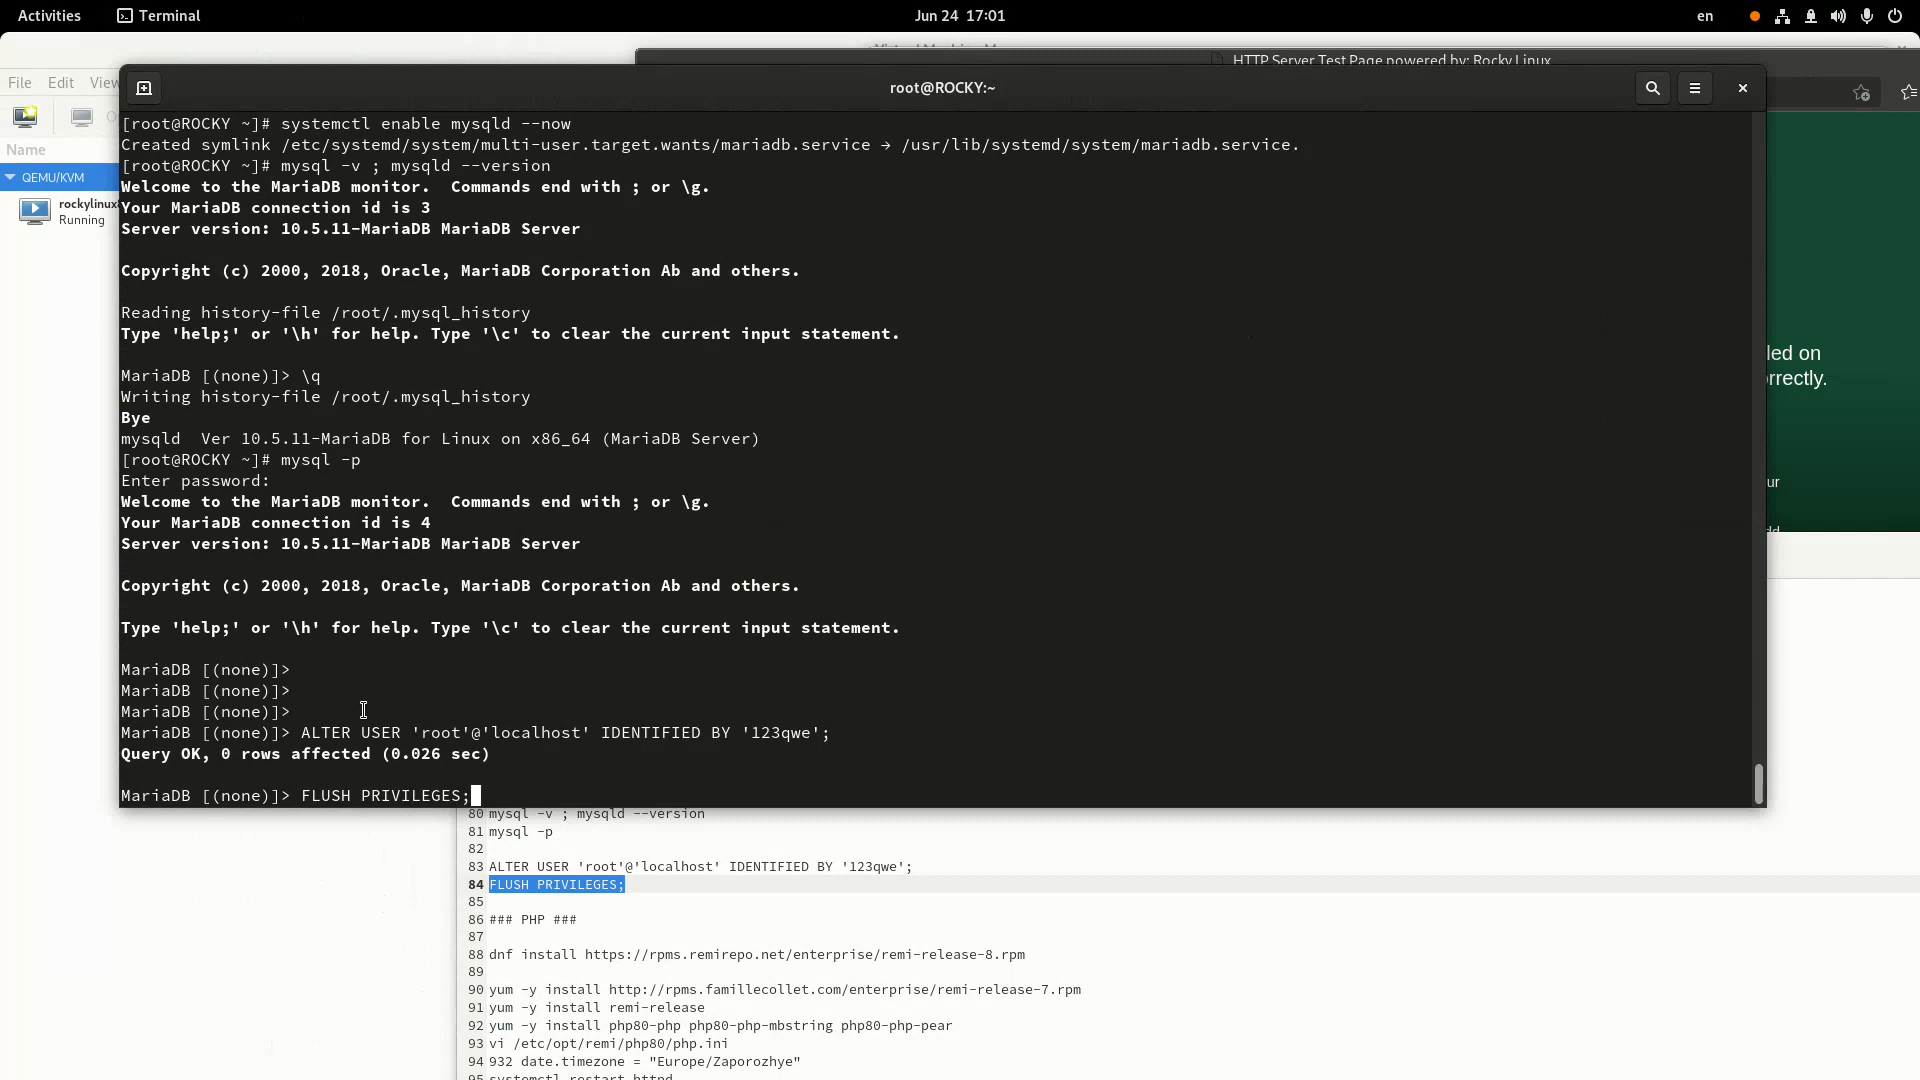 Activities
Terminal
Jun 24 17:01
en
HTTP Server Test Page powered by: Rocky Linux
File Edit View
root@ROCKY:~
Name
QEMU/KVM
Running
[root@ROCKY ~]# systemctl enable mysqld --now
Created symlink /etc/systemd/system/multi-user.target.wants/mariadb.service → /usr/lib/systemd/system/mariadb.service.
[root@ROCKY ~]# mysql -v ; mysqld --version
Welcome to the MariaDB monitor.  Commands end with ; or \g.
Your MariaDB connection id is 3
Server version: 10.5.11-MariaDB MariaDB Server
Copyright (c) 2000, 2018, Oracle, MariaDB Corporation Ab and others.
Reading history-file /root/.mysql_history
Type 'help;' or '\h' for help. Type '\c' to clear the current input statement.
MariaDB [(none)]> \q
Writing history-file /root/.mysql_history
Bye
mysqld  Ver 10.5.11-MariaDB for Linux on x86_64 (MariaDB Server)
[root@ROCKY ~]# mysql -p
Enter password:
Welcome to the MariaDB monitor.  Commands end with ; or \g.
Your MariaDB connection id is 4
Server version: 10.5.11-MariaDB MariaDB Server
Copyright (c) 2000, 2018, Oracle, MariaDB Corporation Ab and others.
Type 'help;' or '\h' for help. Type '\c' to clear the current input statement.
MariaDB [(none)]>
MariaDB [(none)]>
MariaDB [(none)]>
MariaDB [(none)]> ALTER USER 'root'@'localhost' IDENTIFIED BY '123qwe';
Query OK, 0 rows affected (0.026 sec)
MariaDB [(none)]> FLUSH PRIVILEGES;
led on
rrectly.
ur
80 mysql -v ; mysqld --version
81 mysql -p
82
83 ALTER USER 'root'@'localhost' IDENTIFIED BY '123qwe';
84 FLUSH PRIVILEGES;
85
86 ### PHP ###
87
88 dnf install https://rpms.remirepo.net/enterprise/remi-release-8.rpm
89
90 yum -y install http://rpms.famillecollet.com/enterprise/remi-release-7.rpm
91 yum -y install remi-release
92 yum -y install php80-php php80-php-mbstring php80-php-pear
93 vi /etc/opt/remi/php80/php.ini
94 932 date.timezone = "Europe/Zaporozhye"
95 systemctl restart httpd